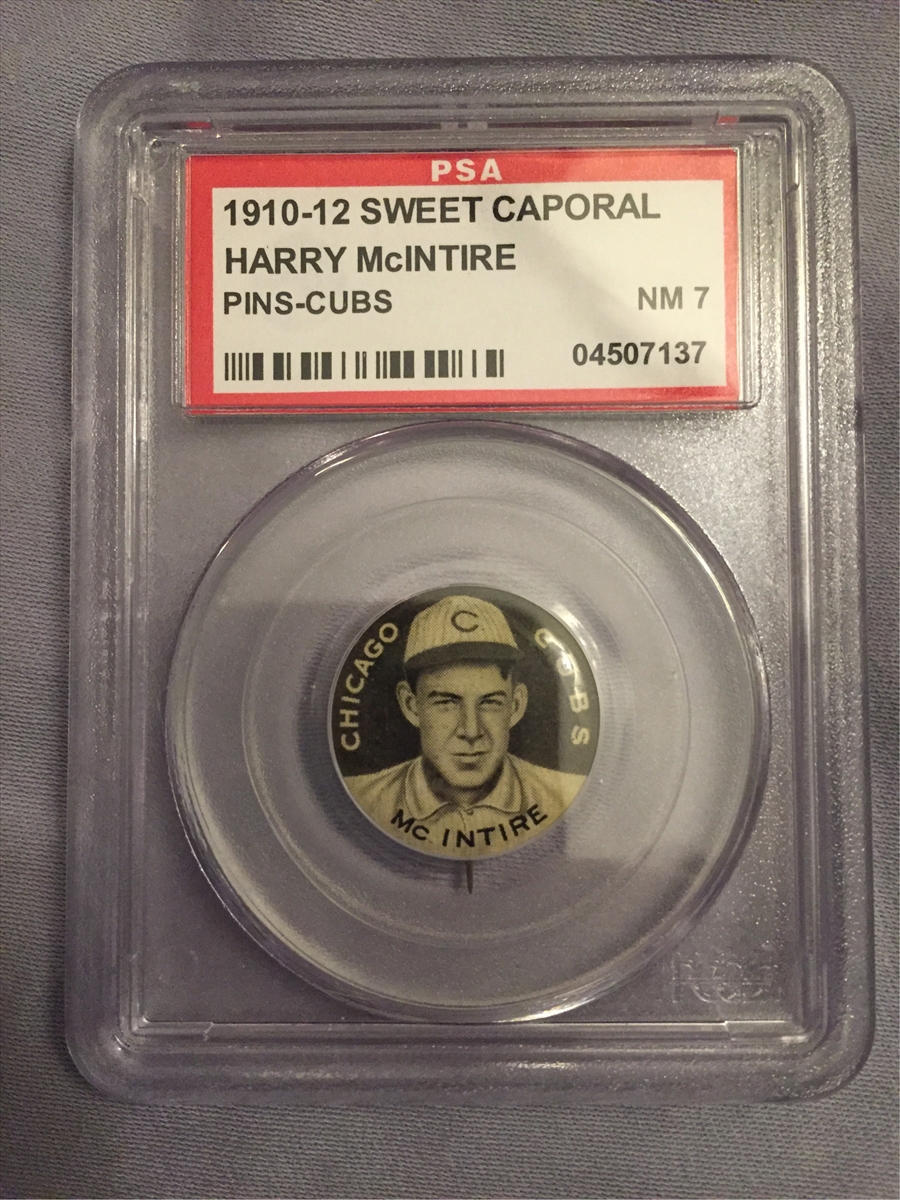 PSA
1910-12 SWEET CAPORAL
HARRY McINTIRE
PINS-CUBS NM 7
04507137
C
CHICAGO CUBS
Mc INTIRE